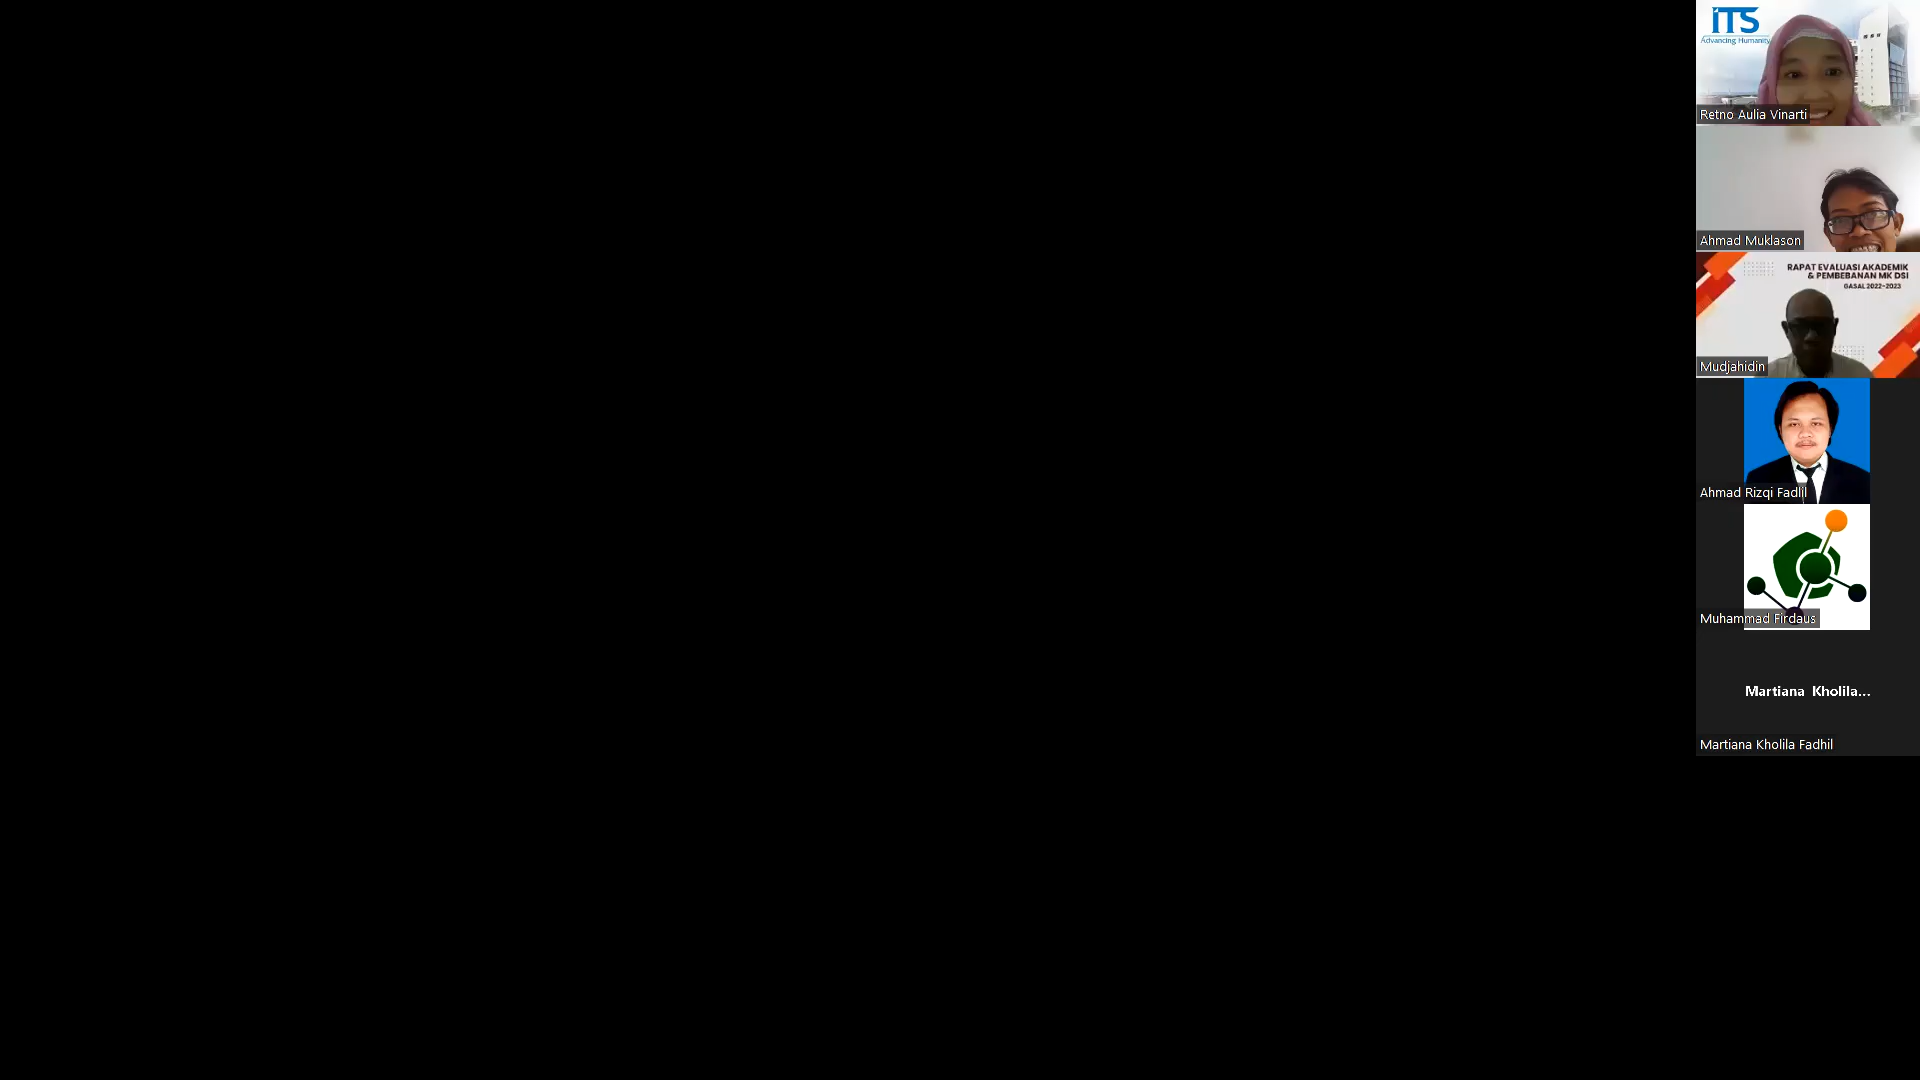 iTS
Advancing Humanity
Retno Aulia Vinarti
Ahmad Muklason
RAPAT EVALUASI AKADEMIK
& PEMBEBANAN MK DSI
GASAL 2022-2023
Mudjahidin
Ahmad Rizqi Fadlil
Muhammad Firdaus
Martiana Kholila...
Martiana Kholila Fadhil